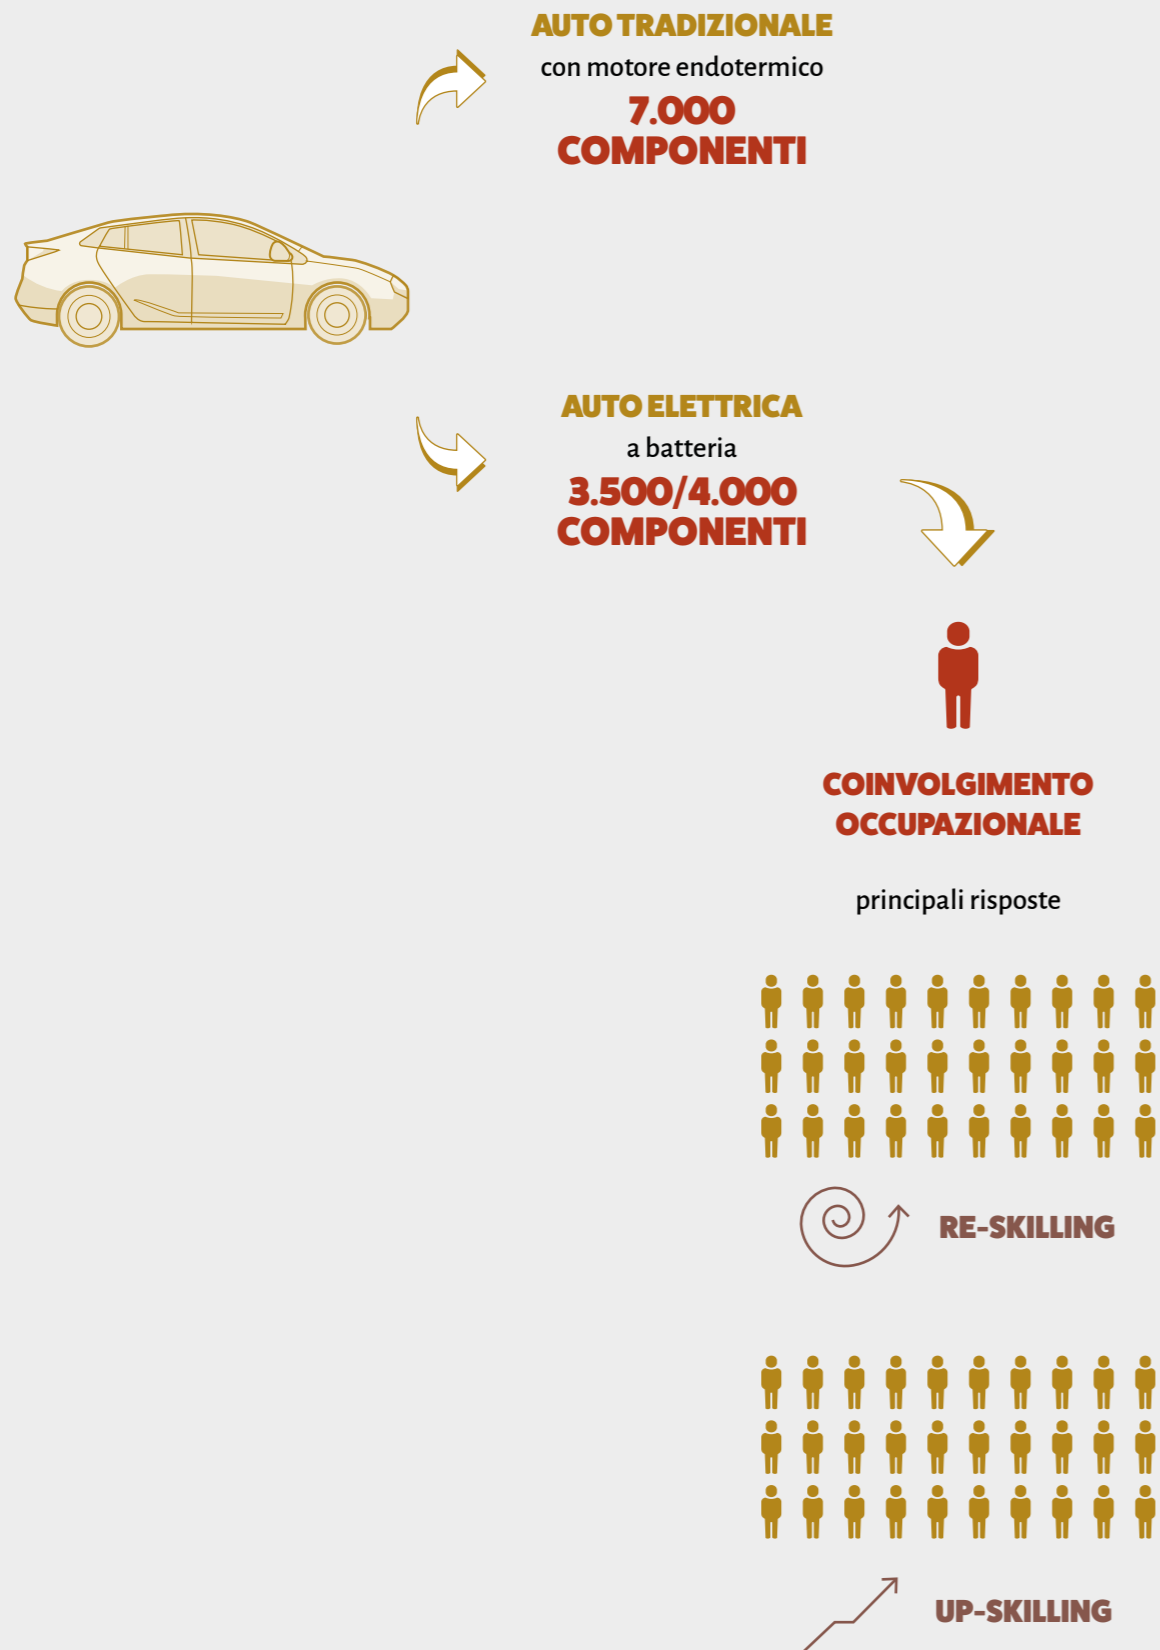 AUTO TRADIZIONALE
con motore endotermico
7.000
COMPONENTI
AUTO ELETTRICA
a batteria
3.500/4.000
COMPONENTI
COINVOLGIMENTO
OCCUPAZIONALE
principali risposte
RE-SKILLING
UP-SKILLING